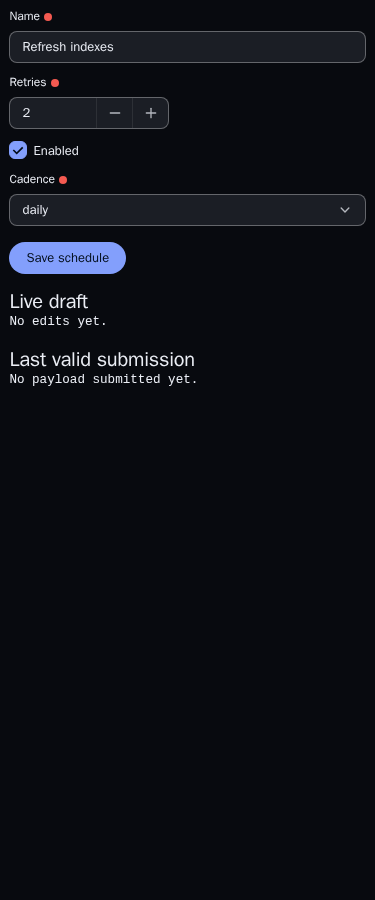 Name
Refresh indexes
Retries
2
Enabled
Cadence
daily
Save schedule
Live draft
No edits yet.
Last valid submission
No payload submitted yet.